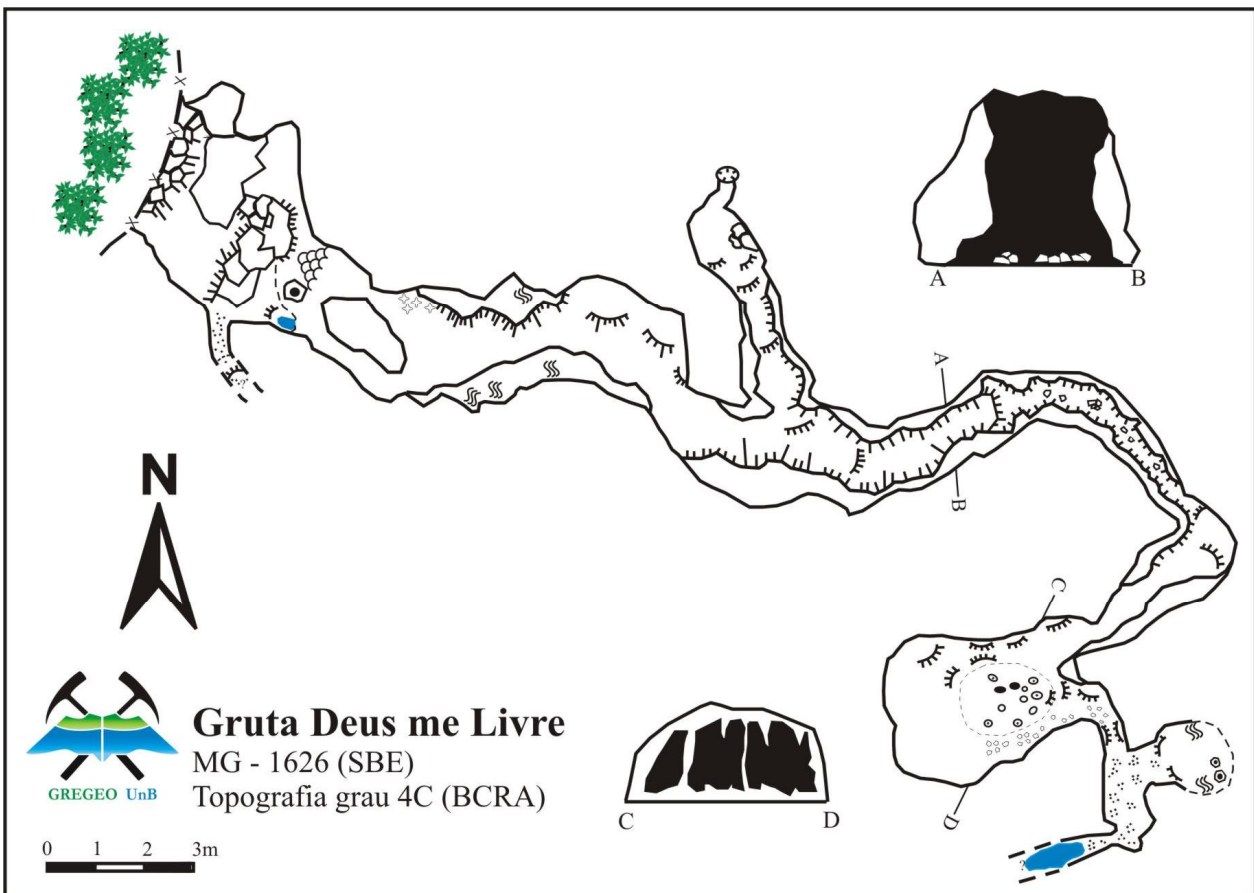 A
B
A
B
C
D
?
N
Gruta Deus me Livre
MG - 1626 (SBE)
Topografia grau 4C (BCRA)
GREGEO UnB
0 1 2 3m
C D
?